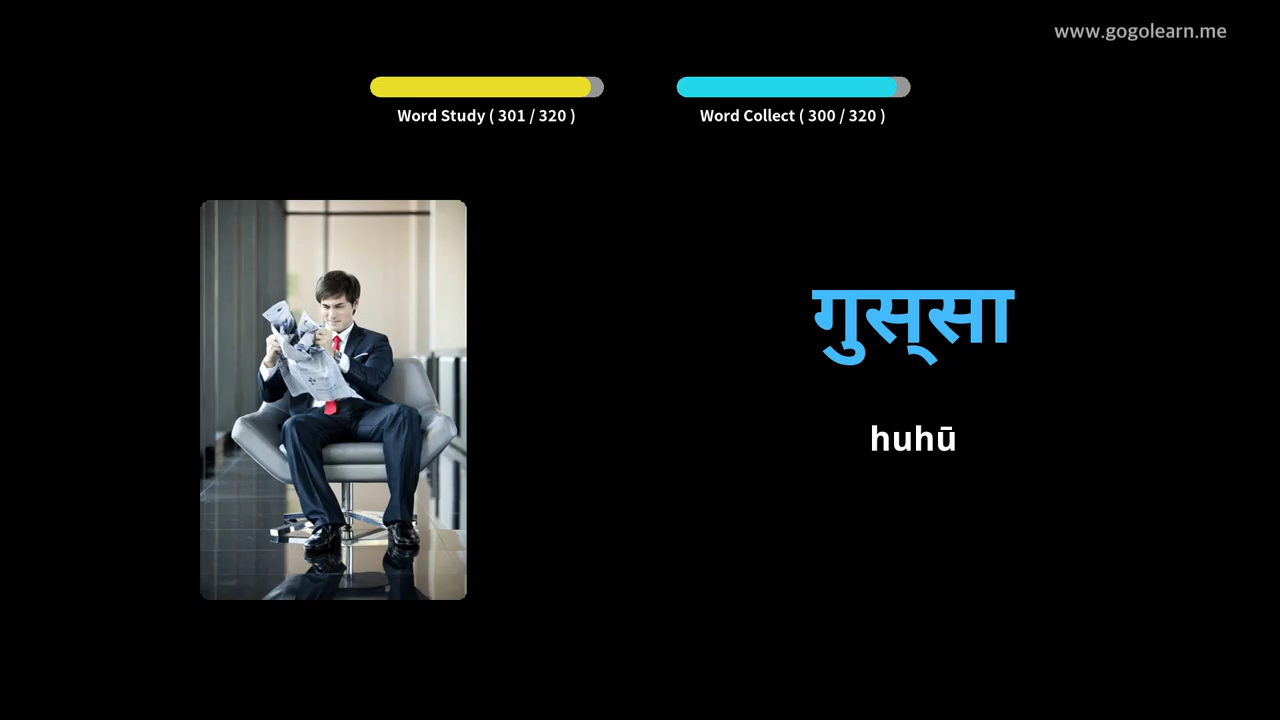 www.gogolearn.me
Word Study ( 301 / 320 )
Word Collect ( 300 / 320 )
गुस्‌सा
huhū